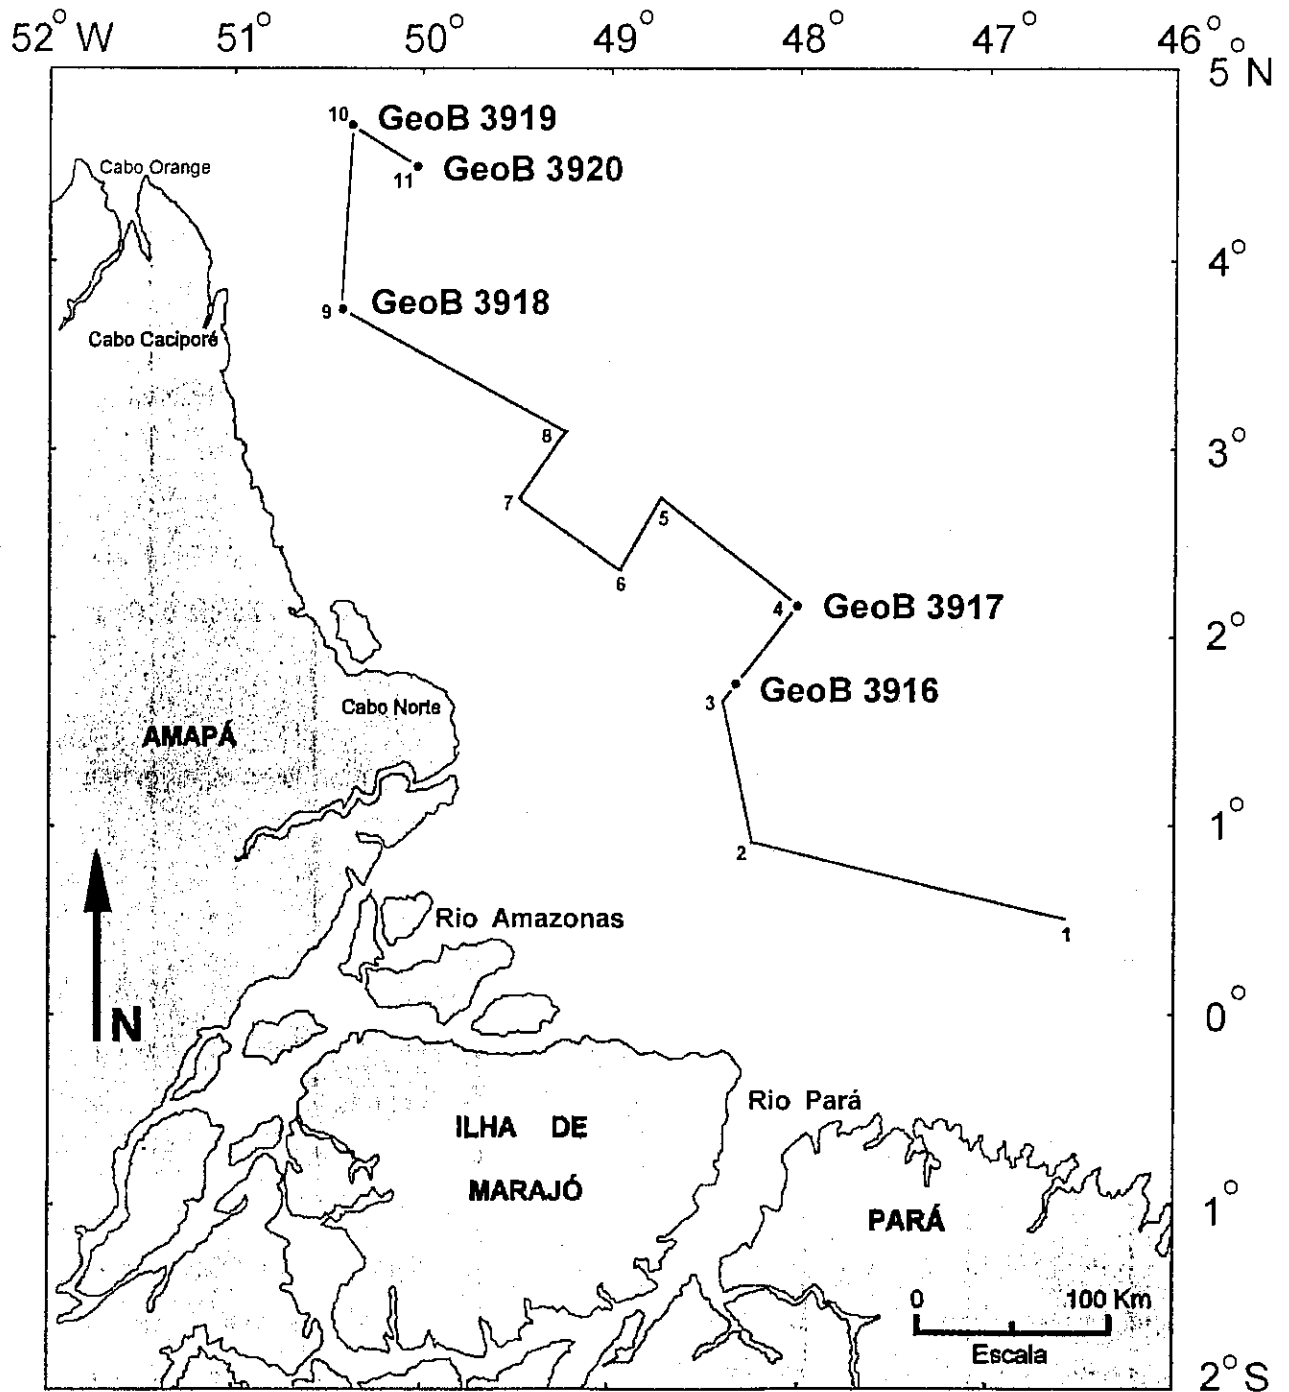 52° W 51° 50° 49° 48° 47° 46°
5° N
10 GeoB 3919
11 GeoB 3920
Cabo Orange
4°
9 GeoB 3918
Cabo Caciporé
8
3°
7
5
6
4 GeoB 3917
2°
GeoB 3916
3
Cabo Norte
AMAPÁ
1°
2
Rio Amazonas
1
N
0°
Rio Pará
ILHA DE
MARAJÓ
1°
PARÁ
0 100 Km
Escala
2° S